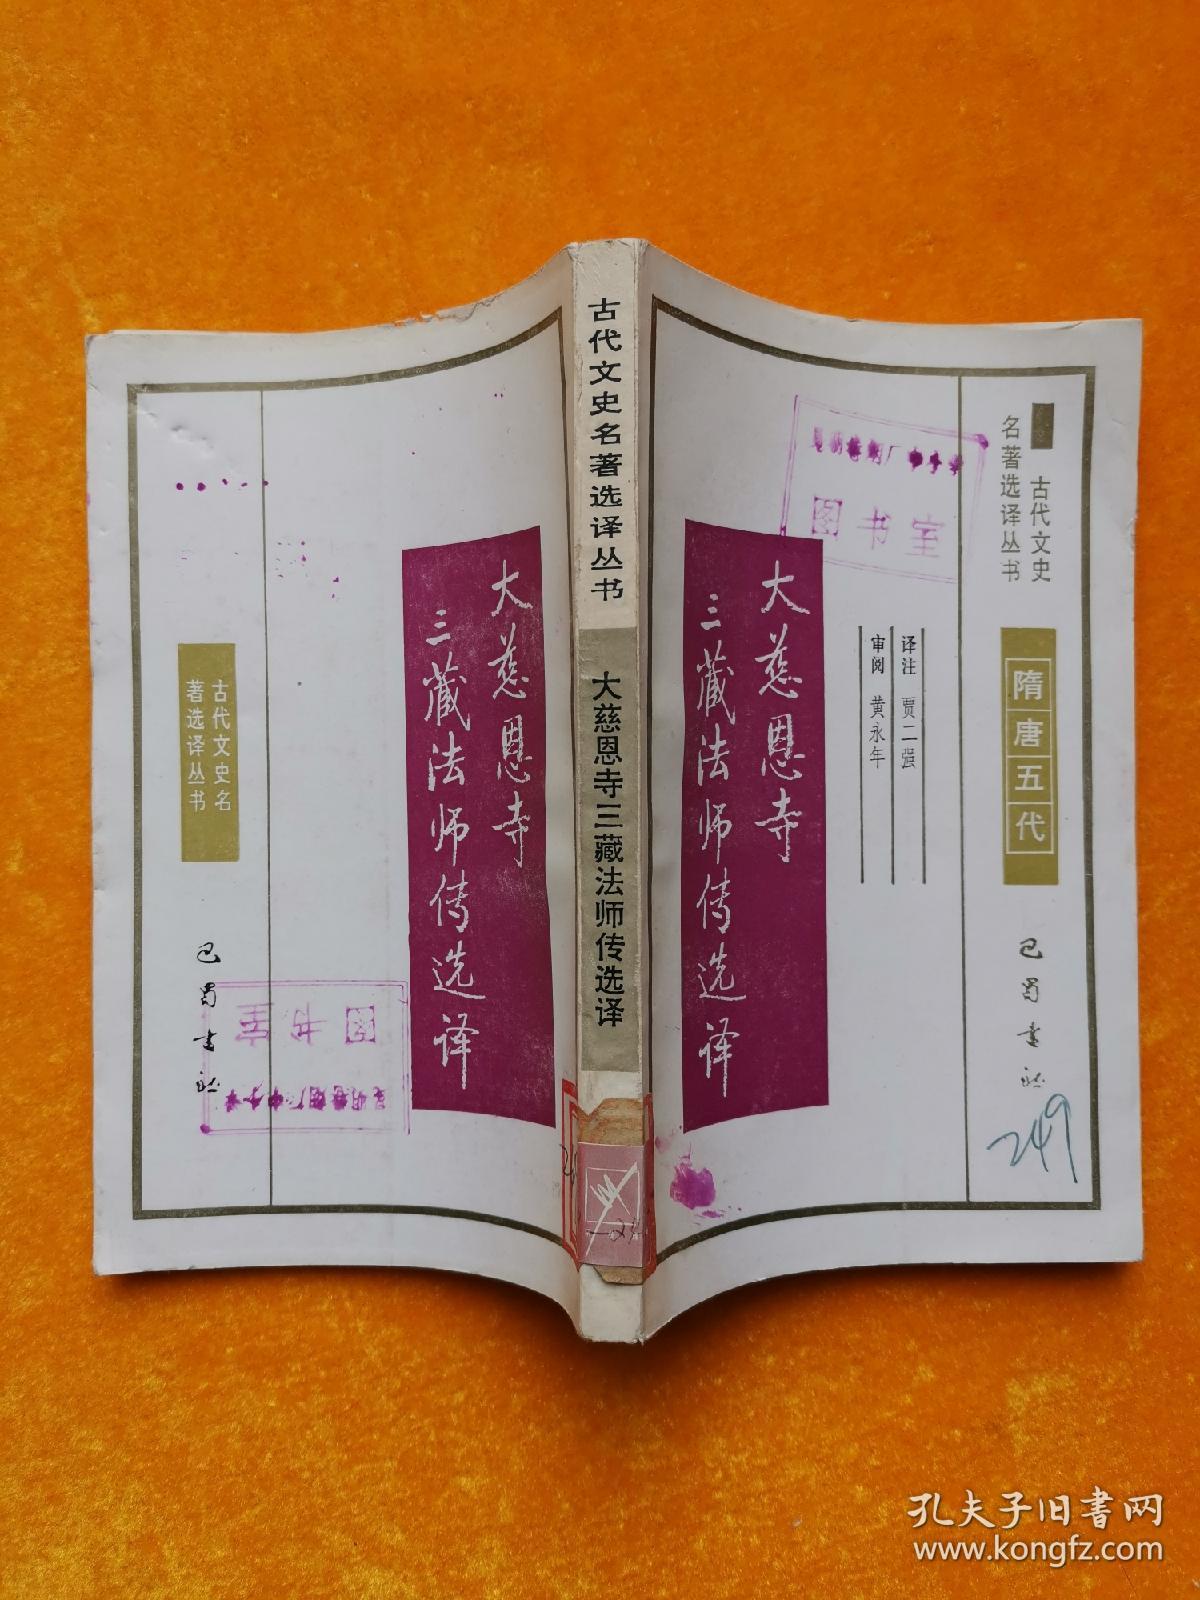 古代文史
名著选译丛书
隋唐五代
巴蜀书社
249
译注 贾二强
审阅 黄永年
图书室
大慈恩寺
三藏法师传选译
古代文史名著选译丛书
大慈恩寺三藏法师传选译
大慈恩寺
三藏法师传选译
古代文史名
著选译丛书
巴蜀书社
图书室
孔夫子旧书网
www.kongfz.com